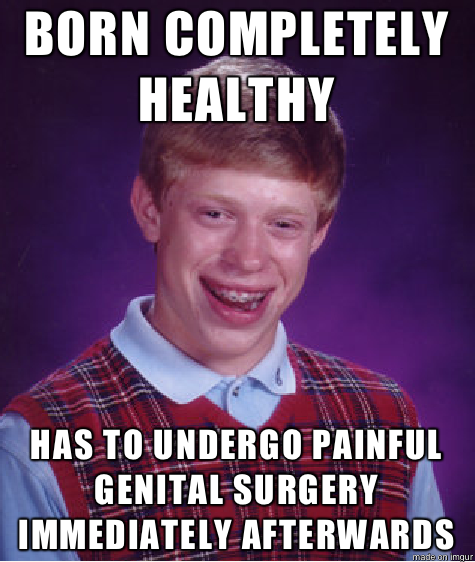 BORN COMPLETELY
HEALTHY
HAS TO UNDERGO PAINFUL
GENITAL SURGERY
IMMEDIATELY AFTERWARDS
made on imgur